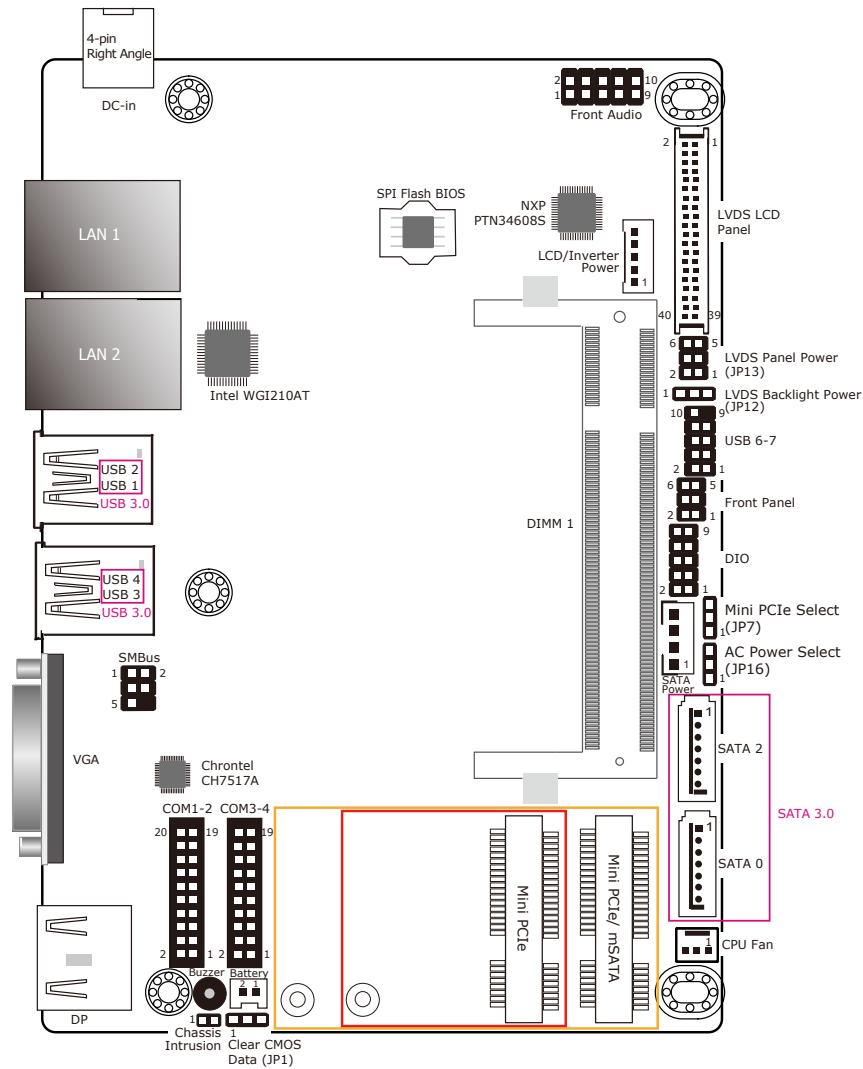 4-pin
Right Angle
DC-in
2
10
1
9
Front Audio
2
1
SPI Flash BIOS
NXP
PTN34608S
LVDS LCD
Panel
LCD/Inverter
Power
1
LAN 1
40
39
LAN 2
6
5
LVDS Panel Power
(JP13)
2
1
Intel WGI210AT
1
LVDS Backlight Power
(JP12)
10
9
USB 6-7
2
1
USB 2
USB 1
USB 3.0
6
5
Front Panel
2
1
DIMM 1
9
DIO
2
1
USB 4
USB 3
USB 3.0
Mini PCIe Select
(JP7)
1
SMBus
1
2
5
1
AC Power Select
(JP16)
1
SATA
Power
VGA
1
SATA 2
Chrontel
CH7517A
SATA 3.0
COM1-2
COM3-4
20
19
19
1
SATA 0
Mini PCIe
Mini PCIe/ mSATA
2
1
2
1
1
CPU Fan
Buzzer
Battery
2
1
DP
1
Chassis
Intrusion
1
Clear CMOS
Data (JP1)